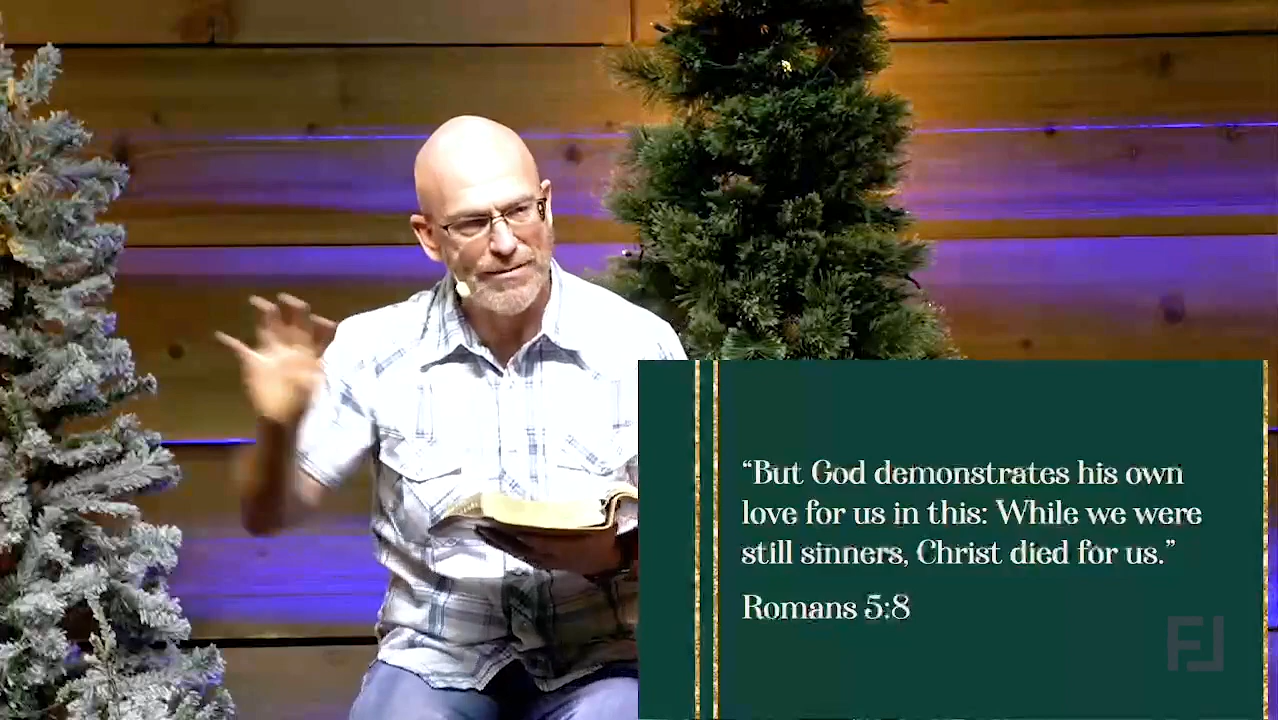 “But God demonstrates his own
love for us in this: While we were
still sinners, Christ died for us.”
Romans 5:8